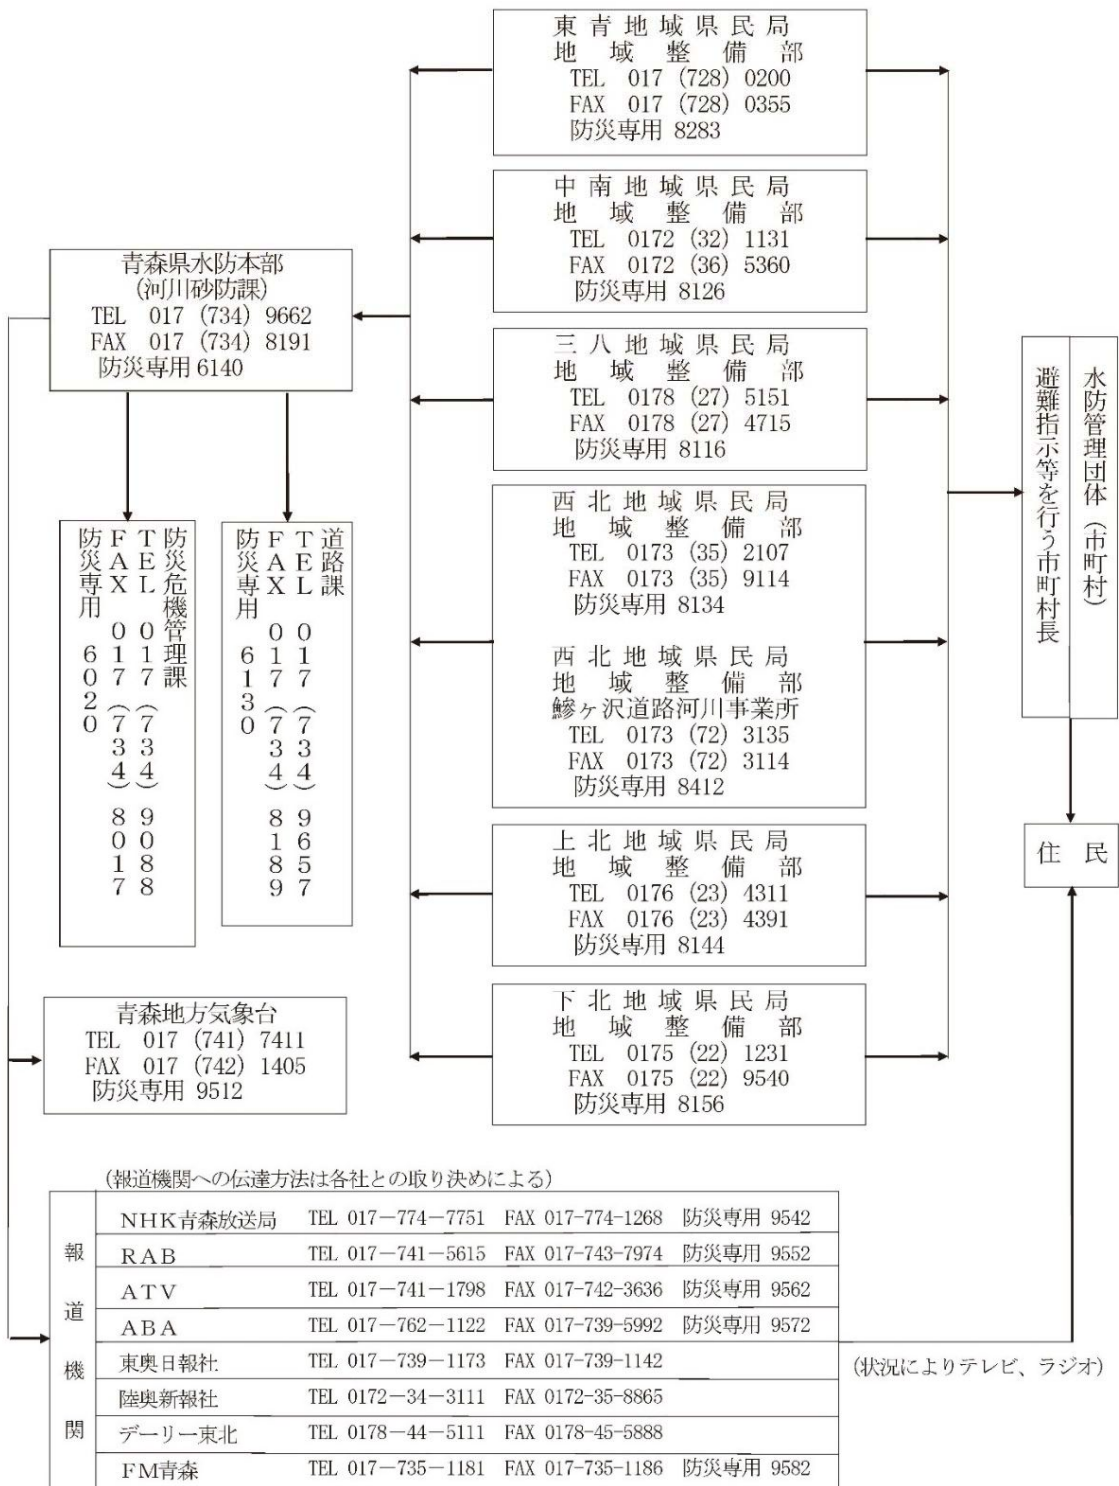 東青地域県民局
地域整備部
TEL 017 (728) 0200
FAX 017 (728) 0355
防災専用 8283
中南地域県民局
地域整備部
TEL 0172 (32) 1131
FAX 0172 (36) 5360
防災専用 8126
青森県水防本部
(河川砂防課)
TEL 017 (734) 9662
FAX 017 (734) 8191
防災専用 6140
三八地域県民局
地域整備部
TEL 0178 (27) 5151
FAX 0178 (27) 4715
防災専用 8116
水防管理団体(市町村)
避難指示等を行う市町村長
西北地域県民局
地域整備部
TEL 0173 (35) 2107
FAX 0173 (35) 9114
防災専用 8134
西北地域県民局
地域整備部
鰺ヶ沢道路河川事業所
TEL 0173 (72) 3135
FAX 0173 (72) 3114
防災専用 8412
道路課
TEL 017(734)9657
FAX 017(734)8189
防災専用 6130
防災危機管理課
TEL 017(734)9088
FAX 017(734)8017
防災専用 6020
住民
上北地域県民局
地域整備部
TEL 0176 (23) 4311
FAX 0176 (23) 4391
防災専用 8144
下北地域県民局
地域整備部
TEL 0175 (22) 1231
FAX 0175 (22) 9540
防災専用 8156
青森地方気象台
TEL 017 (741) 7411
FAX 017 (742) 1405
防災専用 9512
(報道機関への伝達方法は各社との取り決めによる)
報道機関
NHK青森放送局 TEL 017-774-7751 FAX 017-774-1268 防災専用 9542
RAB TEL 017-741-5615 FAX 017-743-7974 防災専用 9552
ATV TEL 017-741-1798 FAX 017-742-3636 防災専用 9562
ABA TEL 017-762-1122 FAX 017-739-5992 防災専用 9572
東奥日報社 TEL 017-739-1173 FAX 017-739-1142
陸奥新報社 TEL 0172-34-3111 FAX 0172-35-8865
デーリー東北 TEL 0178-44-5111 FAX 0178-45-5888
FM青森 TEL 017-735-1181 FAX 017-735-1186 防災専用 9582
(状況によりテレビ、ラジオ)